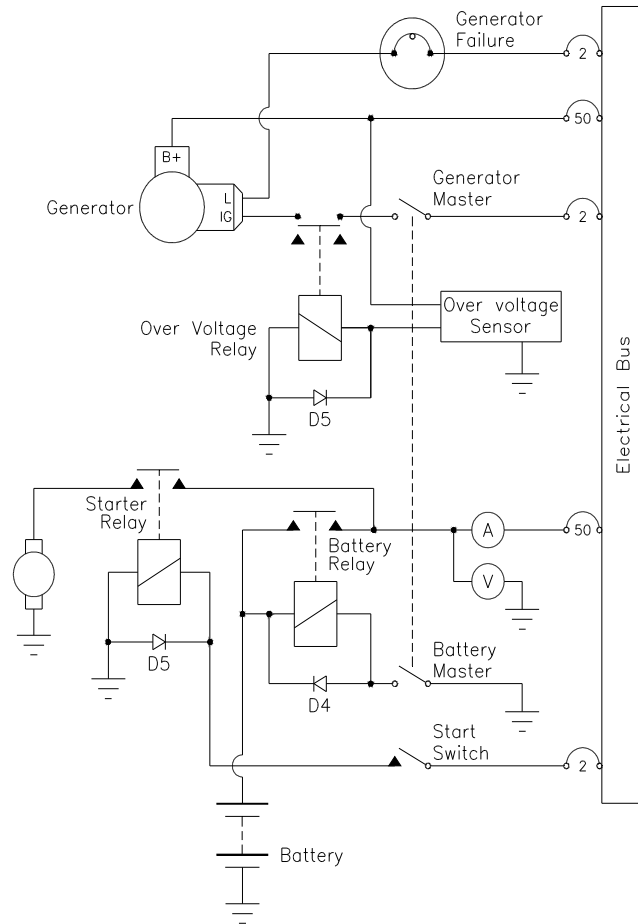 Generator
Failure
2
50
B+
L
IG
Generator
Generator
Master
2
Over voltage
Sensor
Over Voltage
Relay
D5
Electrical Bus
Starter
Relay
Battery
Relay
A
50
V
D5
D4
Battery
Master
Start
Switch
2
Battery